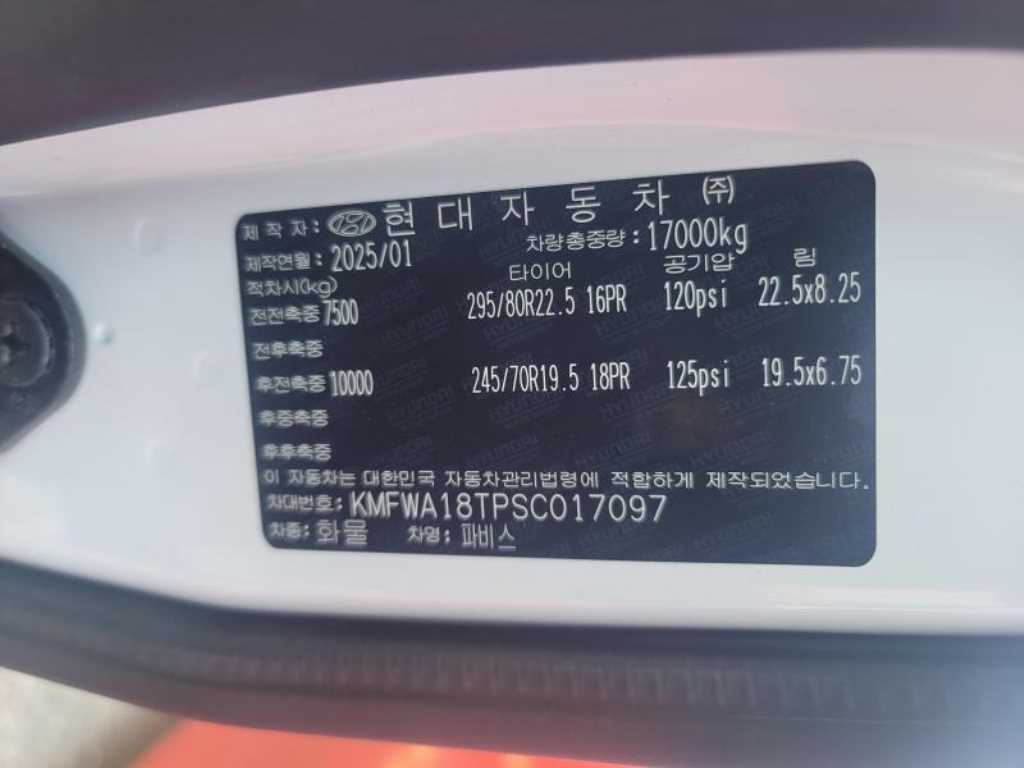 제 작 자: 현 대 자 동 차 ㈜
제작연월: 2025/01 차량총중량: 17000kg
적차시(kg) 타이어 공기압 림
전전축중 7500 295/80R22.5 16PR 120psi 22.5x8.25
전후축중
후전축중 10000 245/70R19.5 18PR 125psi 19.5x6.75
후중축중
후후축중
이 자동차는 대한민국 자동차관리법령에 적합하게 제작되었습니다.
차대번호: KMFWA18TPSC017097
차종: 화물 차명: 파비스